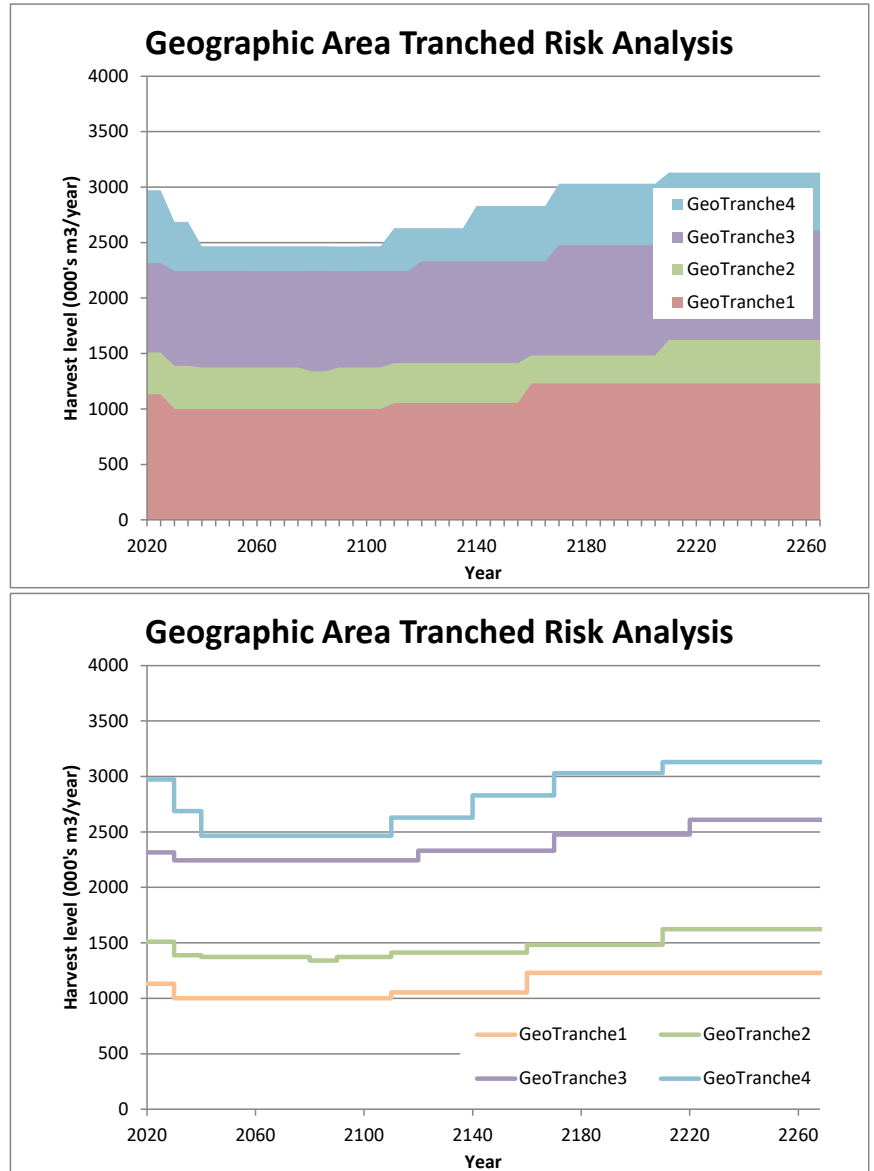 Geographic Area Tranched Risk Analysis
4000
3500
3000
2500
2000
1500
1000
500
0
Harvest level (000's m3/year)
GeoTranche4
GeoTranche3
GeoTranche2
GeoTranche1
2020 2060 2100 2140 2180 2220 2260
Year
Geographic Area Tranched Risk Analysis
4000
3500
3000
2500
2000
1500
1000
500
0
Harvest level (000's m3/year)
GeoTranche1 GeoTranche2
GeoTranche3 GeoTranche4
2020 2060 2100 2140 2180 2220 2260
Year